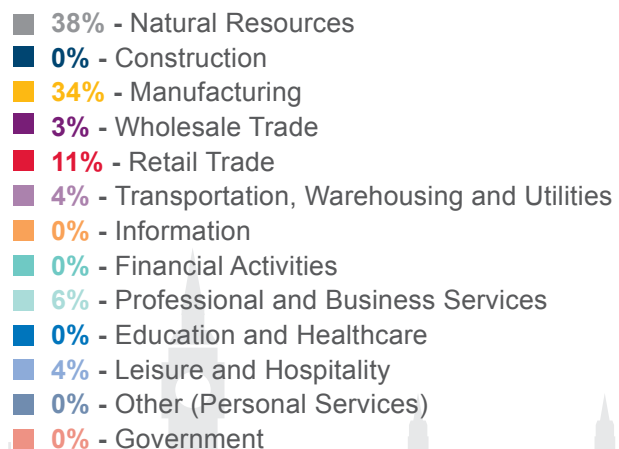 38% - Natural Resources
0% - Construction
34% - Manufacturing
3% - Wholesale Trade
11% - Retail Trade
4% - Transportation, Warehousing and Utilities
0% - Information
0% - Financial Activities
6% - Professional and Business Services
0% - Education and Healthcare
4% - Leisure and Hospitality
0% - Other (Personal Services)
0% - Government